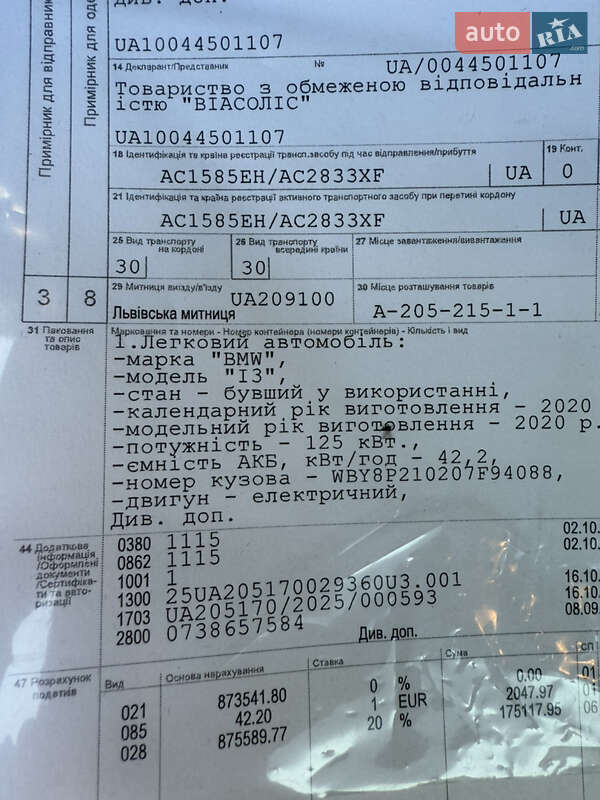 Див. доп.
auto RIA.com
UA10044501107
14 Декларант/Представник № UA/0044501107
Товариство з обмеженою відповідальн
істю "ВІАСОЛІС"
UA10044501107
18 Ідентифікація та країна реєстрації трансп.засобу під час відправлення/прибуття 19 Конт.
AC1585EH/AC2833XF UA 0
21 Ідентифікація та країна реєстрації активного транспортного засобу при перетині кордону
AC1585EH/AC2833XF UA
25 Вид транспорту на кордоні 26 Вид транспорту всередині країни 27 Місце завантаження/вивантаження
30 30
29 Митниця виїзду/в'їзду UA209100 30 Місце розташування товарів
3 8 Львівська митниця A-205-215-1-1
Примірник для відправник
Примірник для оде
31 Пакування та опис товарів
Маркування та номери - Номер контейнера (номери контейнерів) - Кількість і вид
1.Легковий автомобіль:
-марка "BMW",
-модель "I3",
-стан - бувший у використанні,
-календарний рік виготовлення - 2020
-модельний рік виготовлення - 2020 р.
-потужність - 125 кВт.,
-ємність АКБ, кВт/год - 42,2,
-номер кузова - WBY8P210207F94088,
-двигун - електричний,
Див. доп.
44 Додаткова інформація/Оформлені документи/Сертифікати та авторизації
0380 1115 02.10.
0862 1115 02.10.
1001 1
1300 25UA205170029360U3.001 16.10.
1703 UA205170/2025/000593 16.10.
2800 0738657584 08.09.
Див. доп.
47 Розрахунок податків
Вид Основа нарахування Ставка Сума СП
021 873541.80 0 % 0.00 01
085 42.20 1 EUR 2047.97 01
028 875589.77 20 % 175117.95 06